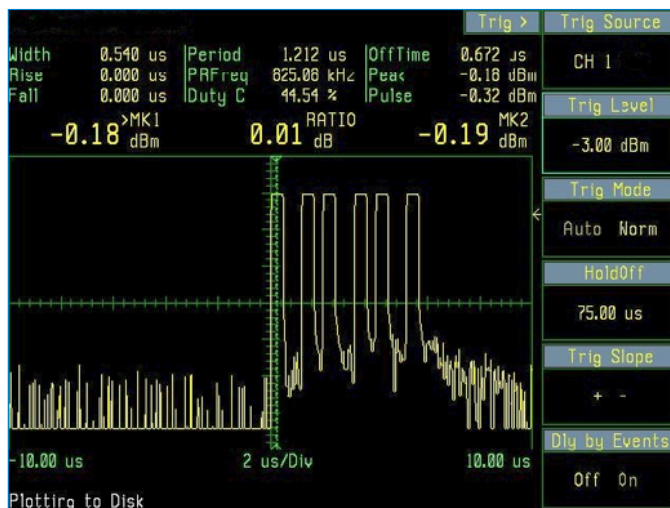 Trig >
Width 0.540 us Period 1.212 us OffTime 0.672 us
Rise 0.000 us PRFreq 825.08 kHz Peak -0.18 dBm
Fall 0.000 us Duty C 44.54 % Pulse -0.32 dBm
-0.18 >MK1 dBm 0.01 RATIO dB -0.19 MK2 dBm
-10.00 us 2 us/Div 10.00 us
Plotting to Disk
Trig Source
CH 1
Trig Level
-3.00 dBm
Trig Mode
Auto Norm
HoldOff
75.00 us
Trig Slope
+ -
Dly by Events
Off On